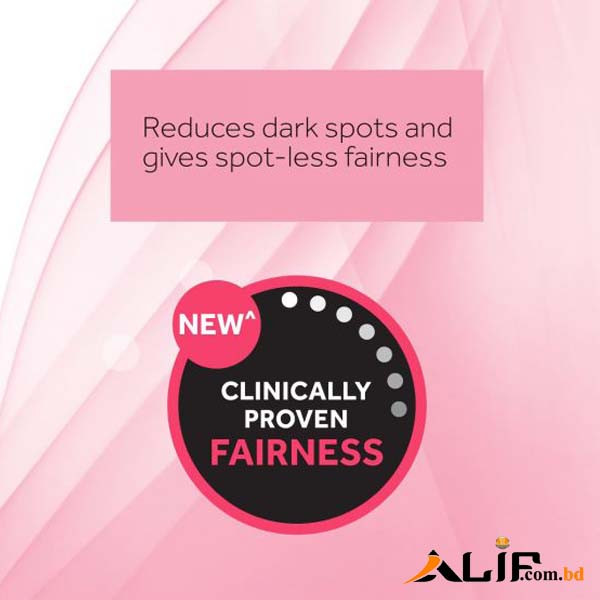 Reduces dark spots and
gives spot-less fairness
NEW^
CLINICALLY
PROVEN
FAIRNESS
ALIF.com.bd